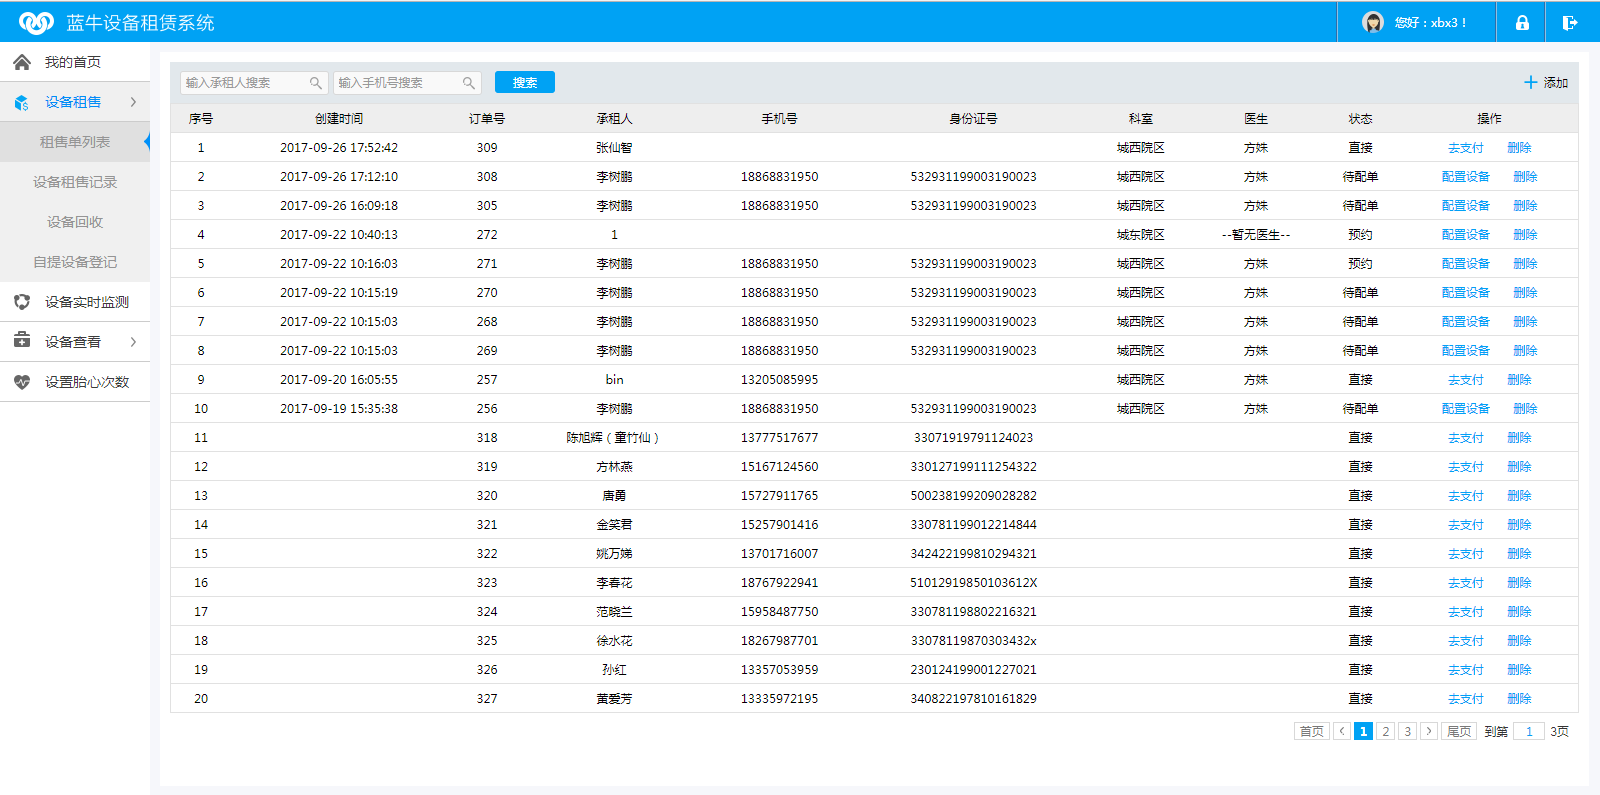 蓝牛设备租赁系统
您好：xbx3！
我的首页
设备租售
租售单列表
设备租售记录
设备回收
自提设备登记
设备实时监测
设备查看
设置胎心次数
输入承租人搜索 输入手机号搜索 搜索 添加
序号 创建时间 订单号 承租人 手机号 身份证号 科室 医生 状态 操作
1 2017-09-26 17:52:42 309 张仙智 城西院区 方姝 直接 去支付 删除
2 2017-09-26 17:12:10 308 李树鹏 18868831950 532931199003190023 城西院区 方姝 待配单 配置设备 删除
3 2017-09-26 16:09:18 305 李树鹏 18868831950 532931199003190023 城西院区 方姝 待配单 配置设备 删除
4 2017-09-22 10:40:13 272 1 城东院区 --暂无医生-- 预约 配置设备 删除
5 2017-09-22 10:16:03 271 李树鹏 18868831950 532931199003190023 城西院区 方姝 预约 配置设备 删除
6 2017-09-22 10:15:19 270 李树鹏 18868831950 532931199003190023 城西院区 方姝 待配单 配置设备 删除
7 2017-09-22 10:15:03 268 李树鹏 18868831950 532931199003190023 城西院区 方姝 待配单 配置设备 删除
8 2017-09-22 10:15:03 269 李树鹏 18868831950 532931199003190023 城西院区 方姝 待配单 配置设备 删除
9 2017-09-20 16:05:55 257 bin 13205085995 城西院区 方姝 直接 去支付 删除
10 2017-09-19 15:35:38 256 李树鹏 18868831950 532931199003190023 城西院区 方姝 待配单 配置设备 删除
11 318 陈旭辉（童竹仙） 13777517677 33071919791124023 直接 去支付 删除
12 319 方林燕 15167124560 330127199111254322 直接 去支付 删除
13 320 唐勇 15727911765 500238199209028282 直接 去支付 删除
14 321 金笑君 15257901416 330781199012214844 直接 去支付 删除
15 322 姚万娣 13701716007 342422199810294321 直接 去支付 删除
16 323 李春花 18767922941 51012919850103612X 直接 去支付 删除
17 324 范晓兰 15958487750 330781198802216321 直接 去支付 删除
18 325 徐水花 18267987701 33078119870303432x 直接 去支付 删除
19 326 孙红 13357053959 230124199001227021 直接 去支付 删除
20 327 黄爱芳 13335972195 340822197810161829 直接 去支付 删除
首页 < 1 2 3 > 尾页 到第 1 3页